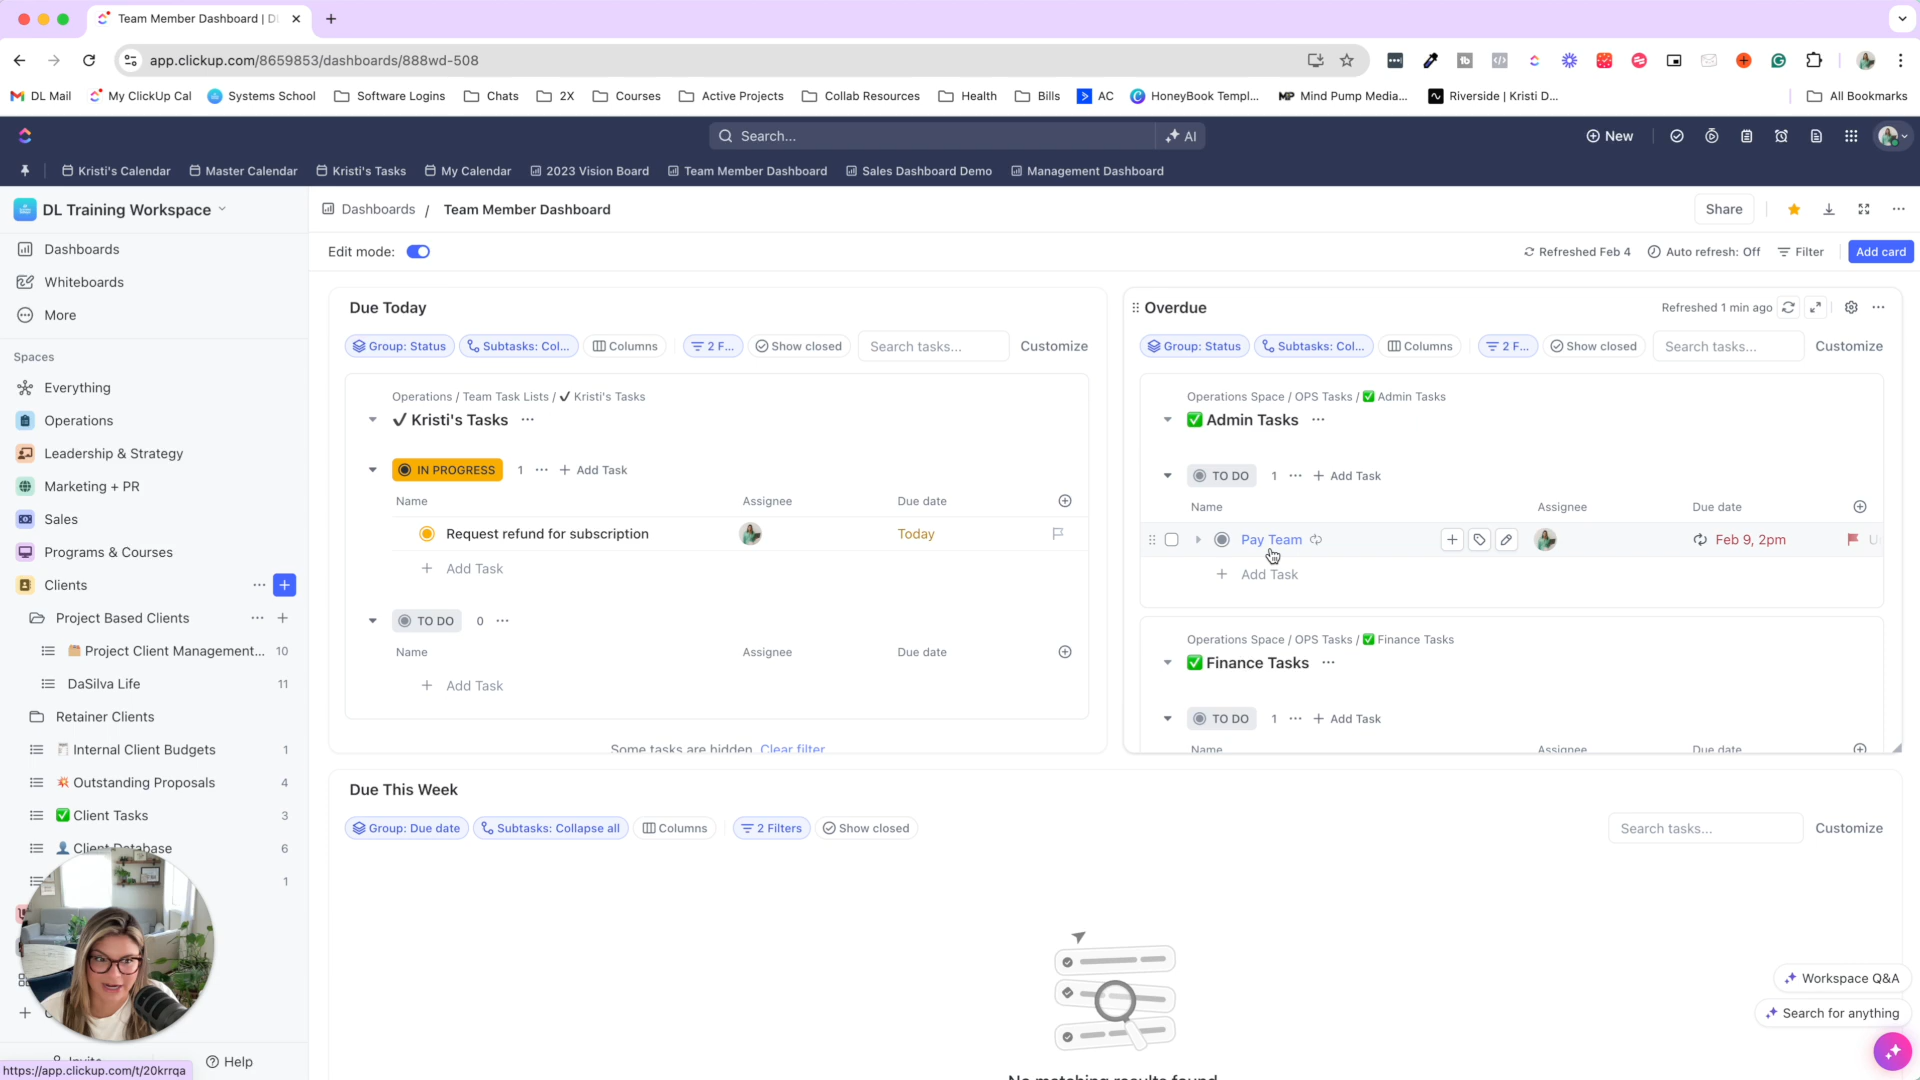 Team Member Dashboard | D
app.clickup.com/8659853/dashboards/888wd-508
DL Mail My ClickUp Cal Systems School Software Logins Chats 2X Courses Active Projects Collab Resources Health Bills AC HoneyBook Templ... MP Mind Pump Media... Riverside | Kristi D... All Bookmarks
Search... AI New
Kristi's Calendar Master Calendar Kristi's Tasks My Calendar 2023 Vision Board Team Member Dashboard Sales Dashboard Demo Management Dashboard
DL Training Workspace
Dashboards / Team Member Dashboard Share
Dashboards
Whiteboards
More
Spaces
Everything
Operations
Leadership & Strategy
Marketing + PR
Sales
Programs & Courses
Clients
Project Based Clients
Project Client Management... 10
DaSilva Life 11
Retainer Clients
Internal Client Budgets 1
Outstanding Proposals 4
Client Tasks 3
Client Database 6
1
Help
https://app.clickup.com/t/20krrqa
Edit mode: Refreshed Feb 4 Auto refresh: Off Filter Add card
Due Today
Group: Status Subtasks: Col... Columns 2 F... Show closed Search tasks... Customize
Operations / Team Task Lists / ✔ Kristi's Tasks
✔ Kristi's Tasks ...
IN PROGRESS 1 ... + Add Task
Name Assignee Due date
Request refund for subscription Today
+ Add Task
TO DO 0 ...
Name Assignee Due date
+ Add Task
Some tasks are hidden. Clear filter
Overdue Refreshed 1 min ago
Group: Status Subtasks: Col... Columns 2 F... Show closed Search tasks... Customize
Operations Space / OPS Tasks / ✅ Admin Tasks
✅ Admin Tasks ...
TO DO 1 ... + Add Task
Name Assignee Due date
Pay Team Feb 9, 2pm
+ Add Task
Operations Space / OPS Tasks / ✅ Finance Tasks
✅ Finance Tasks ...
TO DO 1 ... + Add Task
Name Assignee Due date
Due This Week
Group: Due date Subtasks: Collapse all Columns 2 Filters Show closed Search tasks... Customize
No matching results found
Workspace Q&A
Search for anything